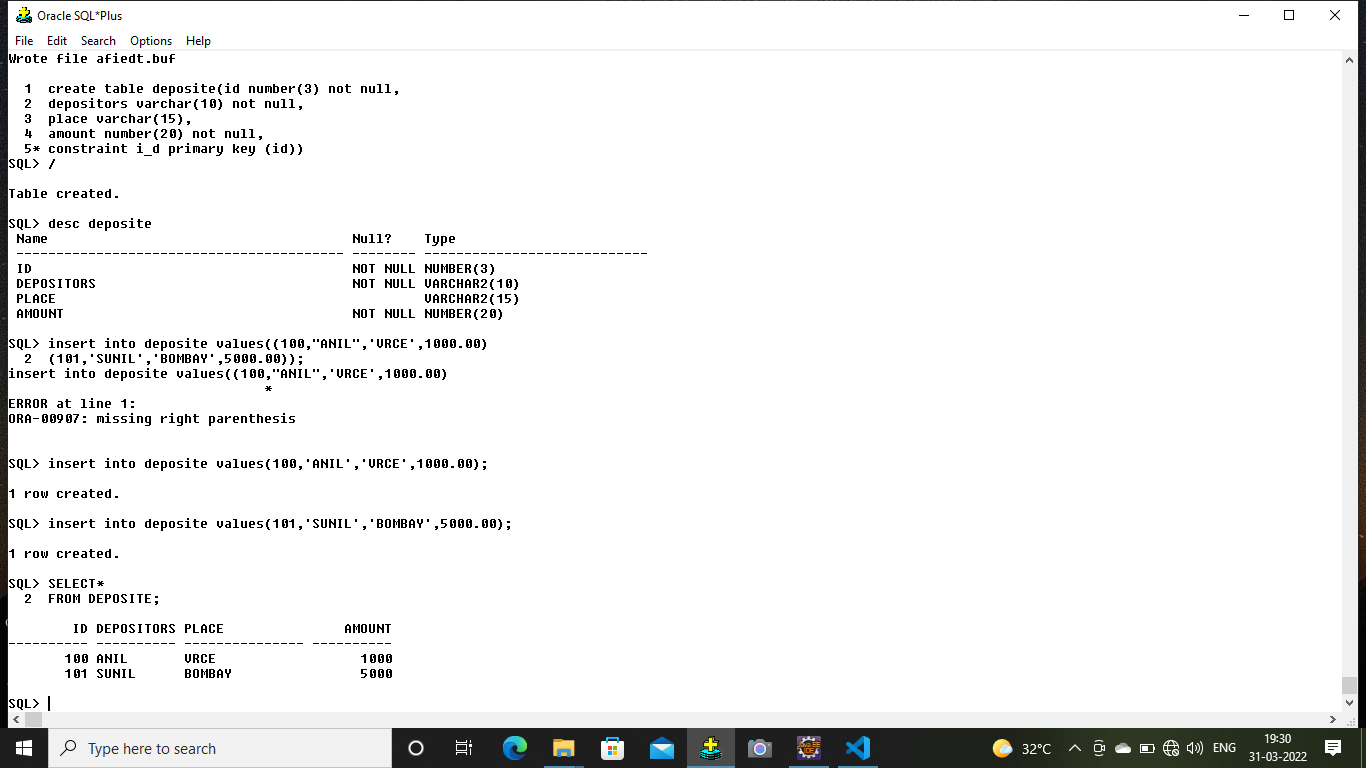 Oracle SQL*Plus
File Edit Search Options Help
Wrote file afiedt.buf
1 create table deposite(id number(3) not null,
2 depositors varchar(10) not null,
3 place varchar(15),
4 amount number(20) not null,
5* constraint i_d primary key (id))
SQL> /
Table created.
SQL> desc deposite
Name Null? Type
----------------------------------------- -------- ----------------------------
ID NOT NULL NUMBER(3)
DEPOSITORS NOT NULL VARCHAR2(10)
PLACE VARCHAR2(15)
AMOUNT NOT NULL NUMBER(20)
SQL> insert into deposite values((100,"ANIL",'VRCE',1000.00)
2 (101,'SUNIL','BOMBAY',5000.00));
insert into deposite values((100,"ANIL",'VRCE',1000.00)
*
ERROR at line 1:
ORA-00907: missing right parenthesis
SQL> insert into deposite values(100,'ANIL','VRCE',1000.00);
1 row created.
SQL> insert into deposite values(101,'SUNIL','BOMBAY',5000.00);
1 row created.
SQL> SELECT*
2 FROM DEPOSITE;
ID DEPOSITORS PLACE AMOUNT
---------- ---------- --------------- ----------
100 ANIL VRCE 1000
101 SUNIL BOMBAY 5000
SQL>
Type here to search
32°C
ENG
19:30
31-03-2022